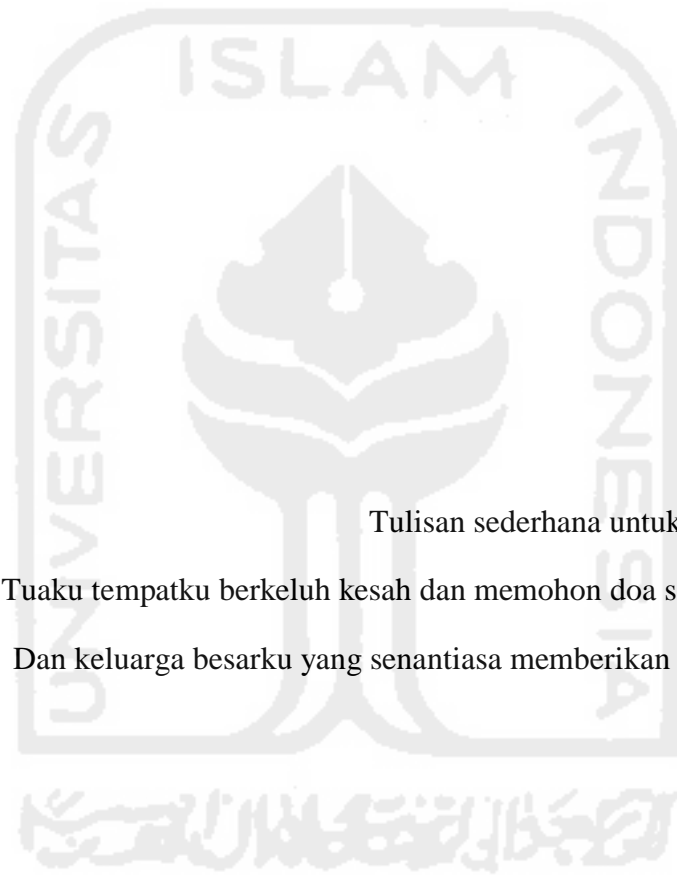 UNIVERSITAS ISLAM INDONESIA
Tulisan sederhana untuk
Tuaku tempatku berkeluh kesah dan memohon doa s
Dan keluarga besarku yang senantiasa memberikan